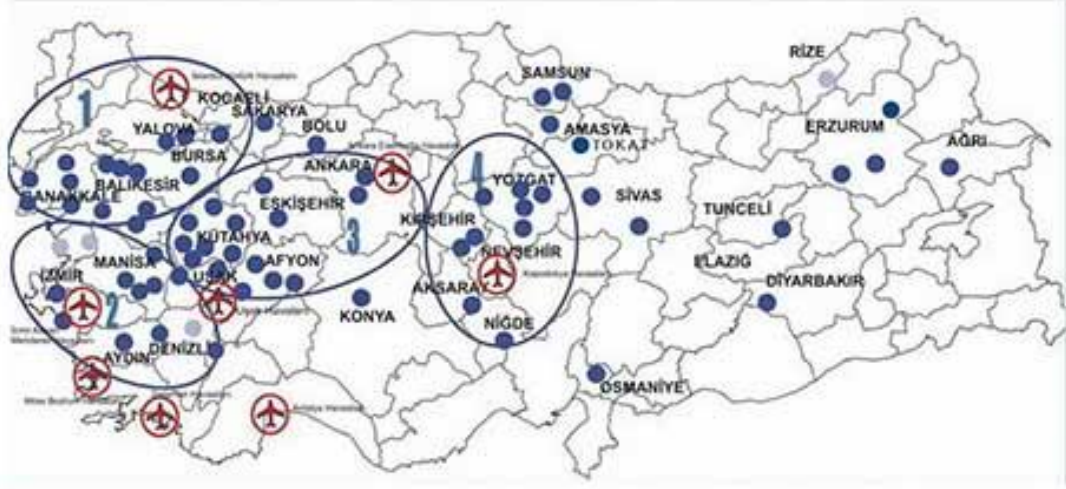 RİZE
SAMSUN
1
KOCAELİ
SAKARYA
YALOVA
BOLU
AMASYA
TOKAT
ERZURUM
AĞRI
BURSA
ANKARA
4
YOTGAT
ÇANAKKALE
BALIKESİR
ESKİŞEHİR
SİVAS
TUNCELİ
KIRŞEHİR
3
KÜTAHYA
NEVŞEHİR
ELAZIĞ
MANİSA
AFYON
İZMİR
UŞAK
AKSARAY
DİYARBAKIR
2
KONYA
NİĞDE
AYDIN
DENİZLİ
OSMANİYE